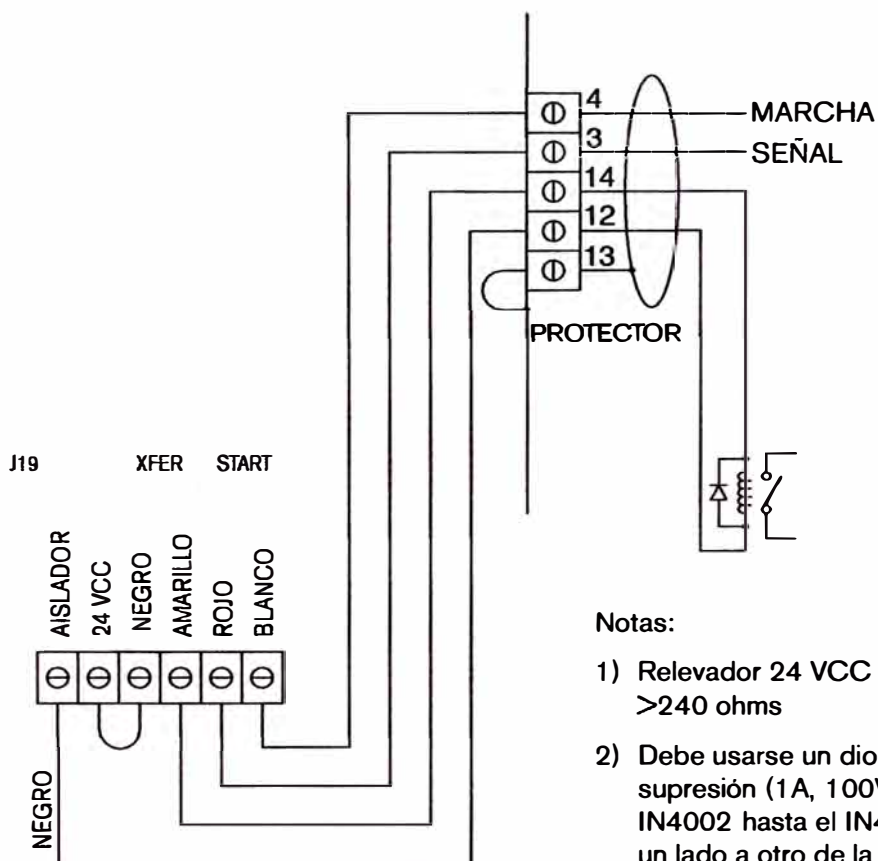 4
MARCHA
3
SEÑAL
14
12
13
PROTECTOR
J19 XFER START
AISLADOR
24 VCC
NEGRO
AMARILLO
ROJO
BLANCO
NEGRO
Notas:
1) Relevador 24 VCC
>240 ohms
2) Debe usarse un dio
supresión (1A, 100V
IN4002 hasta el IN4
un lado a otro de la